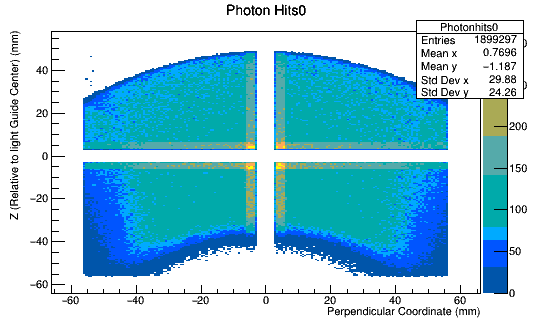 Photon Hits0
Photonhits0
Entries 1899297
Mean x 0.7696
Mean y −1.187
Std Dev x 29.88
Std Dev y 24.26
Z (Relative to light Guide Center) (mm)
40
20
0
−20
−40
−60
−60 −40 −20 0 20 40 60
Perpendicular Coordinate (mm)
200
150
100
50
0